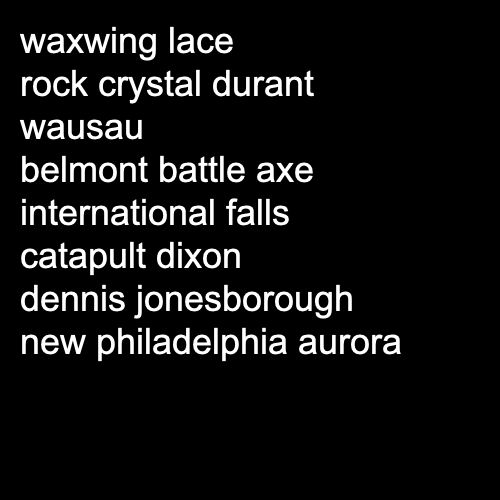 waxwing lace
rock crystal durant
wausau
belmont battle axe
international falls
catapult dixon
dennis jonesborough
new philadelphia aurora